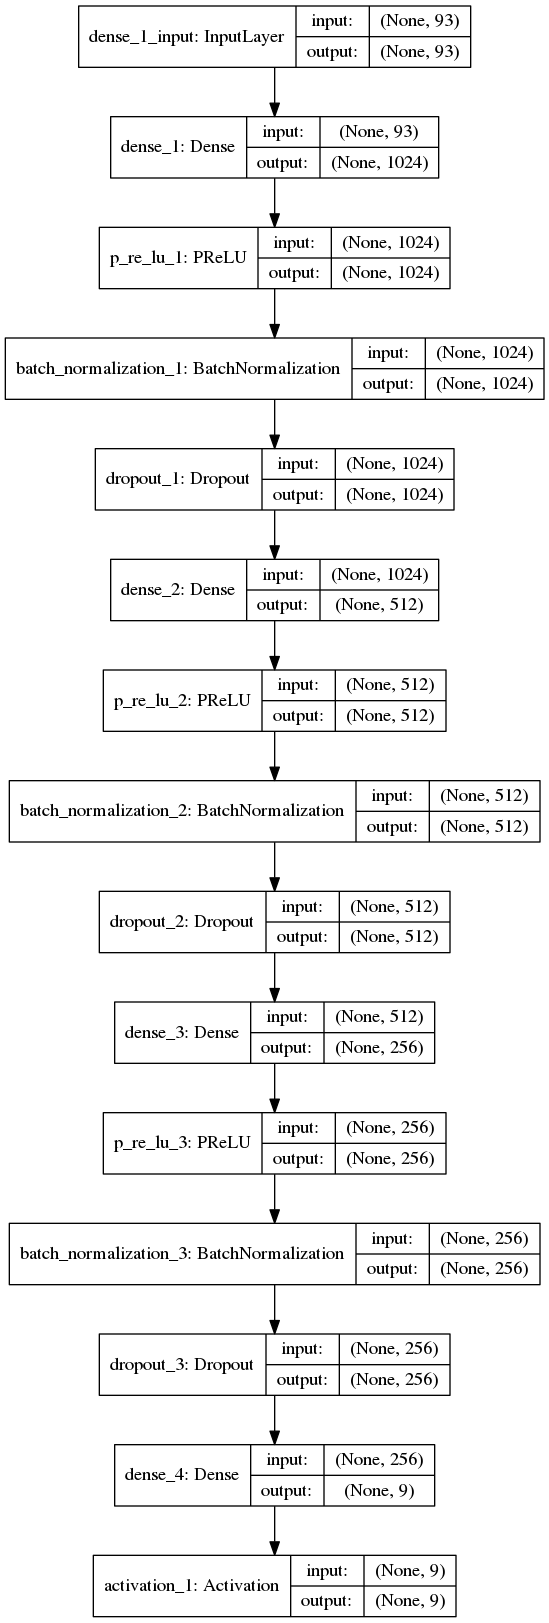 dense_1_input: InputLayer
input: (None, 93)
output: (None, 93)
dense_1: Dense
input: (None, 93)
output: (None, 1024)
p_re_lu_1: PReLU
input: (None, 1024)
output: (None, 1024)
batch_normalization_1: BatchNormalization
input: (None, 1024)
output: (None, 1024)
dropout_1: Dropout
input: (None, 1024)
output: (None, 1024)
dense_2: Dense
input: (None, 1024)
output: (None, 512)
p_re_lu_2: PReLU
input: (None, 512)
output: (None, 512)
batch_normalization_2: BatchNormalization
input: (None, 512)
output: (None, 512)
dropout_2: Dropout
input: (None, 512)
output: (None, 512)
dense_3: Dense
input: (None, 512)
output: (None, 256)
p_re_lu_3: PReLU
input: (None, 256)
output: (None, 256)
batch_normalization_3: BatchNormalization
input: (None, 256)
output: (None, 256)
dropout_3: Dropout
input: (None, 256)
output: (None, 256)
dense_4: Dense
input: (None, 256)
output: (None, 9)
activation_1: Activation
input: (None, 9)
output: (None, 9)